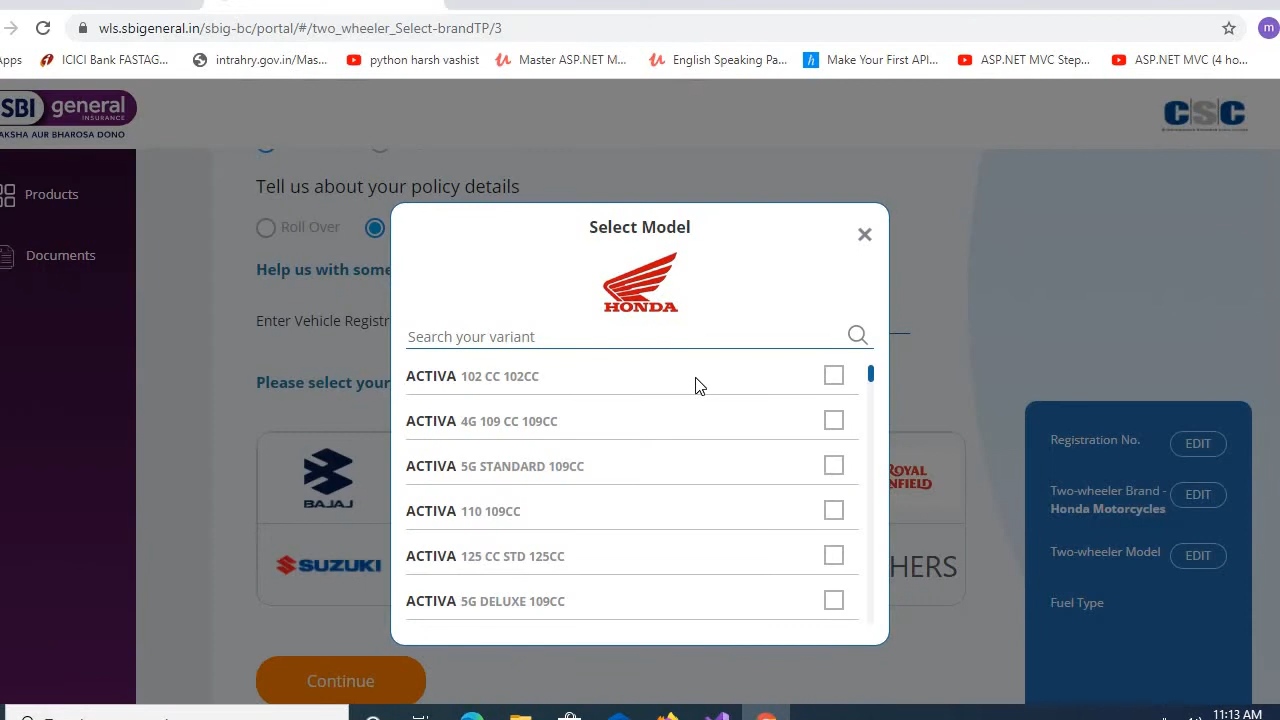 wls.sbigeneral.in/sbig-bc/portal/#/two_wheeler_Select-brandTP/3
m
Apps
ICICI Bank FASTAG...
intrahry.gov.in/Mas...
python harsh vashist
Master ASP.NET M...
English Speaking Pa...
Make Your First API...
ASP.NET MVC Step...
ASP.NET MVC (4 ho...
SBI general
INSURANCE
AKSHA AUR BHAROSA DONO
CSC
Products
Documents
Tell us about your policy details
Roll Over
Help us with some
Enter Vehicle Registr
Please select your
BAJAJ
SUZUKI
ROYAL
NFIELD
HERS
Continue
Select Model
HONDA
Search your variant
ACTIVA 102 CC 102CC
ACTIVA 4G 109 CC 109CC
ACTIVA 5G STANDARD 109CC
ACTIVA 110 109CC
ACTIVA 125 CC STD 125CC
ACTIVA 5G DELUXE 109CC
Registration No. EDIT
Two-wheeler Brand - EDIT
Honda Motorcycles
Two-wheeler Model EDIT
Fuel Type
11:13 AM